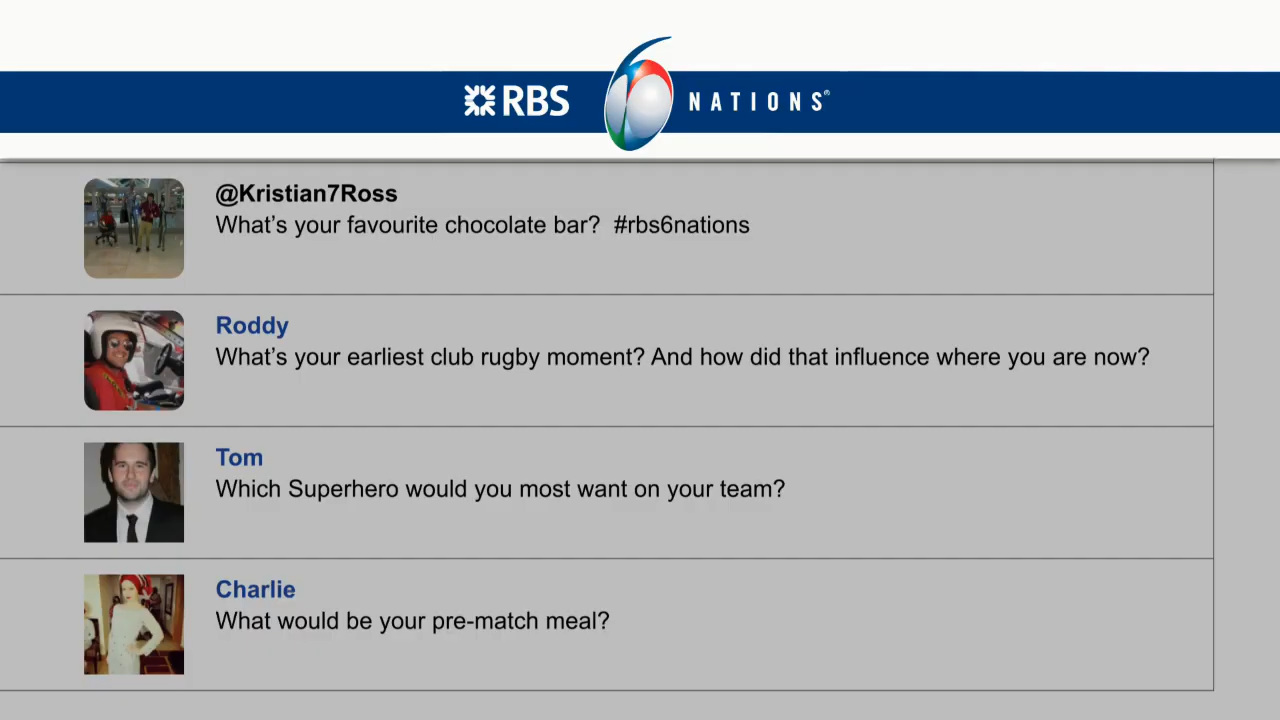 RBS 6 NATIONS®
@Kristian7Ross
What’s your favourite chocolate bar?  #rbs6nations
Roddy
What’s your earliest club rugby moment? And how did that influence where you are now?
Tom
Which Superhero would you most want on your team?
Charlie
What would be your pre-match meal?